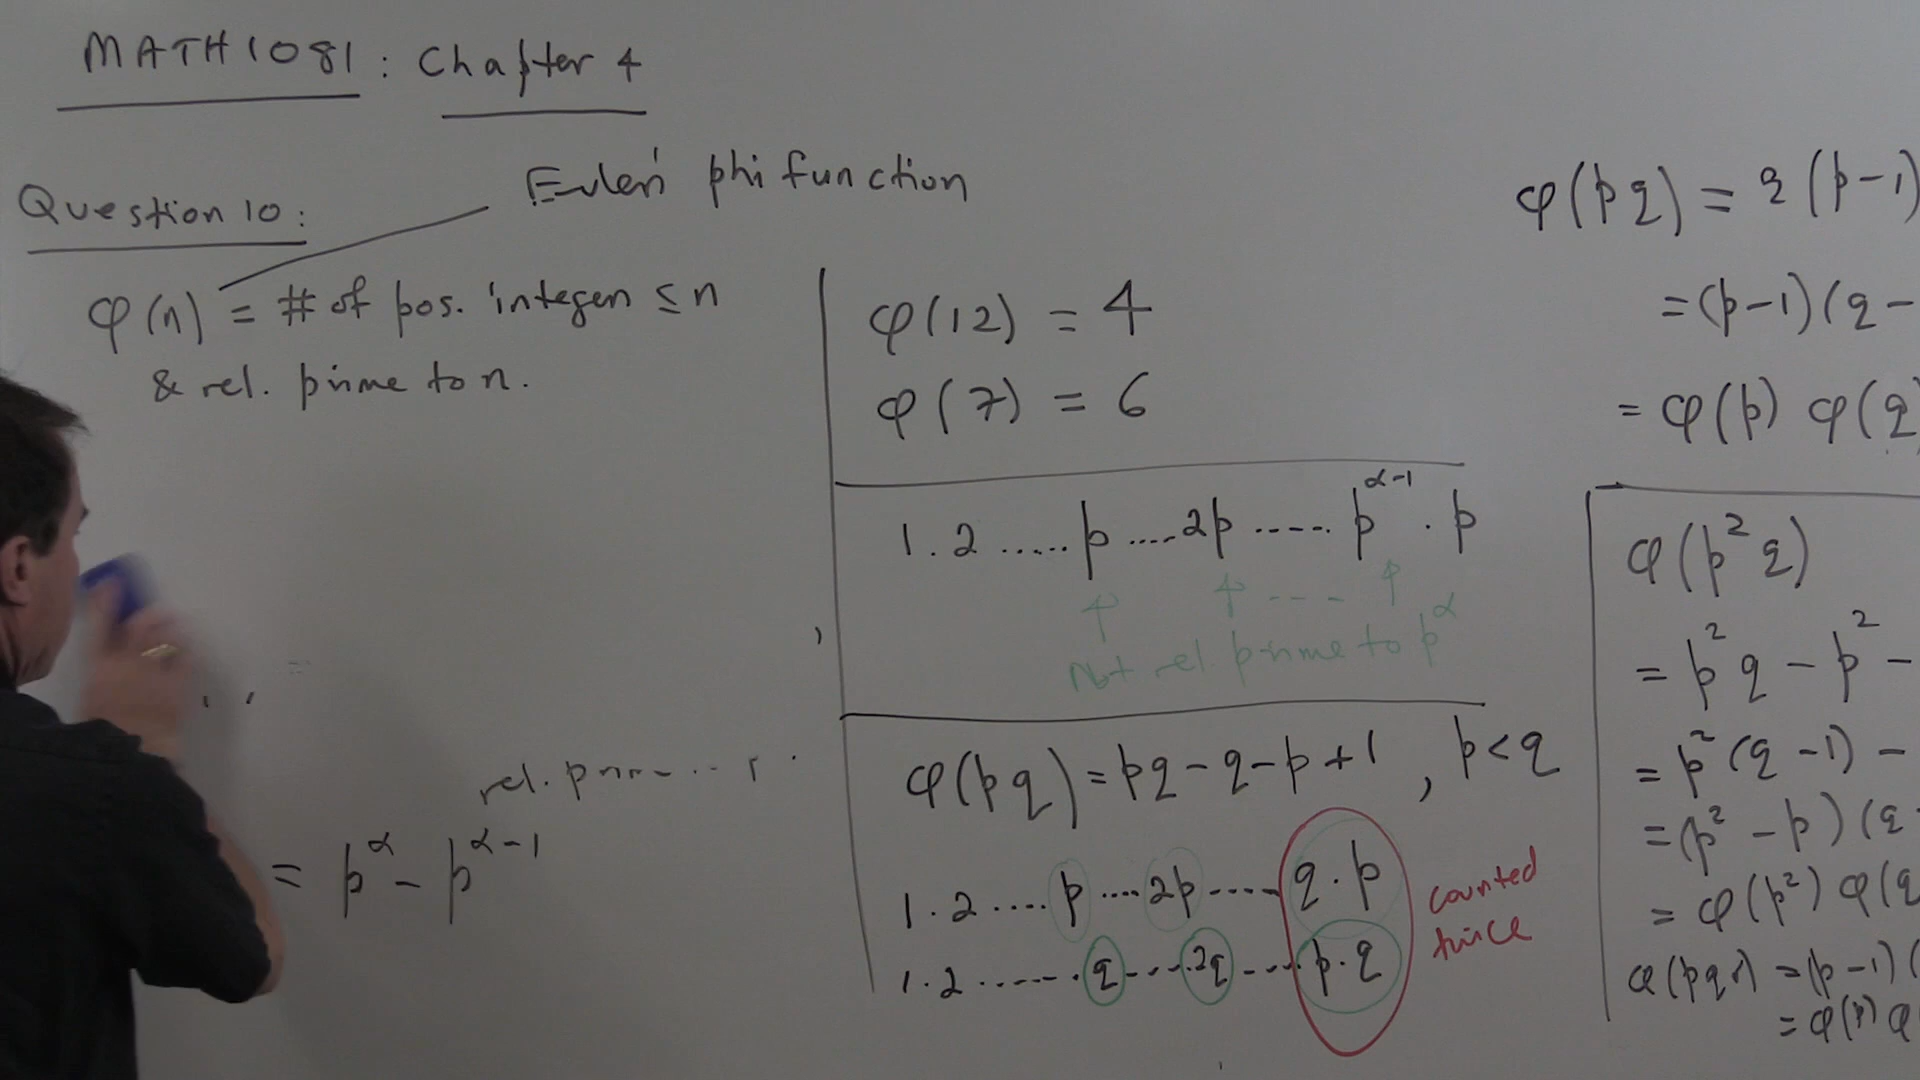 MATH1081: Chapter 4
Euler's phi function
Question 10:
φ(n) = # of pos. integers ≤ n
& rel. prime to n.
rel.
= p^α - p^(α-1)
φ(12) = 4
φ(7) = 6
1. 2 ..... p .... 2p ..... p^(α-1) . p
Not rel prime to p^α
φ(pq) = pq - q - p + 1 , p < q
1. 2 .... p .... 2p ..... q . p
1. 2 ...... q .... 2q .... p . q
counted
twice
φ(pq) = q(p-1)
= (p-1)(q -
= φ(p) φ(q
φ(p²q)
= p²q - p² -
= p²(q -1) -
= (p² - p)(q
= φ(p²) φ(q
φ(pqr) = (p-1)(
= φ(p) φ